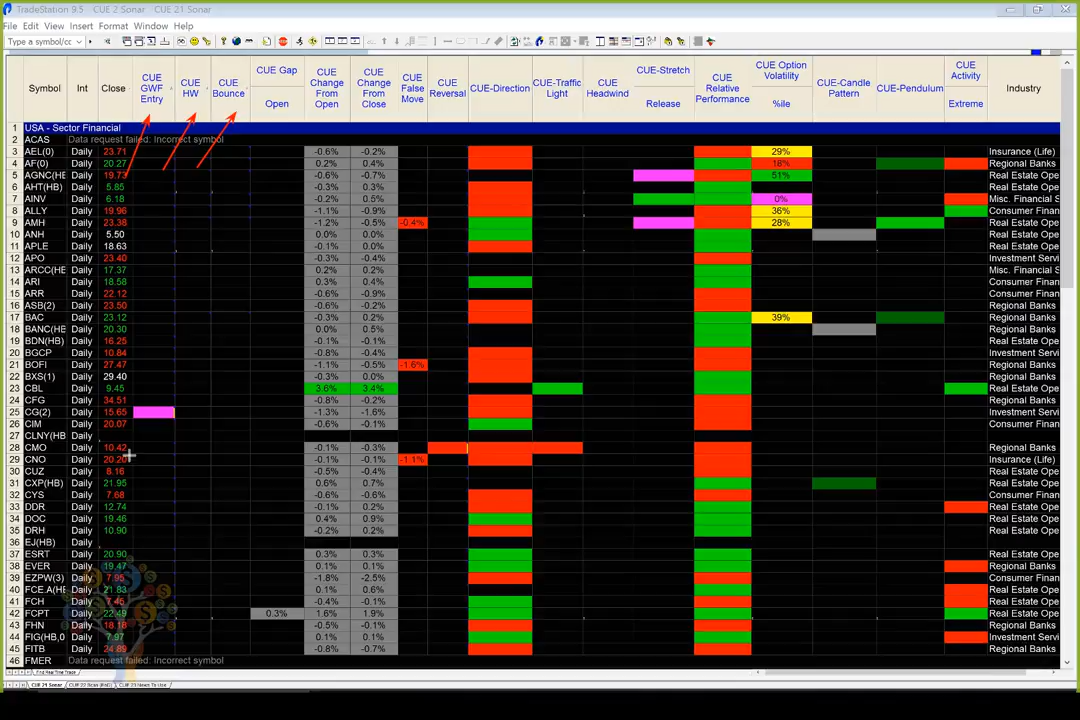 TradeStation 9.5 - CUE 2 Sonar - CUE 21 Sonar
File Edit View Insert Format Window Help
Type a symbol/cc
Symbol Int Close CUE GWF Entry CUE HW CUE Bounce CUE Gap Open CUE Change From Open CUE Change From Close CUE False Move CUE Reversal CUE-Direction CUE-Traffic Light CUE Headwind CUE-Stretch Release CUE Relative Performance CUE Option Volatility %ile CUE-Candle Pattern CUE-Pendulum CUE Activity Extreme Industry
1 USA - Sector Financial
2 ACAS Data request failed: Incorrect symbol
3 AEL(0) Daily 23.71 -0.6% -0.2% 29% Insurance (Life)
4 AF(0) Daily 20.27 0.2% 0.4% 18% Regional Banks
5 AGNC(HB Daily 19.73 -0.6% -0.7% 51% Real Estate Ope
6 AHT(HB) Daily 5.85 -0.3% 0.3% Real Estate Ope
7 AINV Daily 6.18 -0.2% 0.5% 0% Misc. Financial S
8 ALLY Daily 19.96 -1.1% -0.9% 36% Consumer Finan
9 AMH Daily 23.38 -1.2% -0.5% -0.4% 28% Real Estate Ope
10 ANH Daily 5.50 0.0% 0.0% Real Estate Ope
11 APLE Daily 18.63 -0.1% 0.0% Real Estate Ope
12 APO Daily 23.40 -0.3% -0.4% Investment Servi
13 ARCC(HB Daily 17.37 0.2% 0.2% Misc. Financial S
14 ARI Daily 18.58 0.3% 0.4% Consumer Finan
15 ARR Daily 22.12 -0.6% -0.9% Consumer Finan
16 ASB(2) Daily 23.50 -0.6% -0.2% Regional Banks
17 BAC Daily 23.12 -0.3% 0.2% 39% Regional Banks
18 BANC(HB Daily 20.30 0.0% 0.5% Regional Banks
19 BDN(HB) Daily 16.25 -0.1% -0.1% Real Estate Ope
20 BGCP Daily 10.84 -0.8% -0.4% Investment Servi
21 BOFI Daily 27.47 -1.1% -0.5% -1.6% Regional Banks
22 BXS(1) Daily 29.40 -0.3% 0.0% Regional Banks
23 CBL Daily 9.45 3.6% 3.4% Real Estate Ope
24 CFG Daily 34.51 -0.8% -0.2% Regional Banks
25 CG(2) Daily 15.65 -1.3% -1.6% Investment Servi
26 CIM Daily 20.07 -0.6% -0.1% Consumer Finan
27 CLNY(HB Daily
28 CMO Daily 10.42 -0.1% -0.3% Regional Banks
29 CNO Daily 20.20 -0.1% -0.1% -1.1% Insurance (Life)
30 CUZ Daily 8.16 -0.5% -0.4% Real Estate Ope
31 CXP(HB) Daily 21.95 0.6% 0.7% Real Estate Ope
32 CYS Daily 7.68 -0.6% -0.6% Consumer Finan
33 DDR Daily 12.74 -0.1% 0.2% Real Estate Ope
34 DOC Daily 19.46 0.4% 0.9% Real Estate Ope
35 DRH Daily 10.90 -0.2% 0.2% Real Estate Ope
36 EJ(HB) Daily
37 ESRT Daily 20.90 0.3% 0.3% Real Estate Ope
38 EVER Daily 19.47 0.1% 0.1% Regional Banks
39 EZPW(3) Daily 7.95 -1.8% -2.5% Consumer Finan
40 FCE.A(HE Daily 21.83 0.1% 0.6% Real Estate Ope
41 FCH Daily 7.45 -0.4% -0.1% Real Estate Ope
42 FCPT Daily 22.49 0.3% 1.6% 1.9% Real Estate Ope
43 FHN Daily 18.18 -0.5% -0.1% Regional Banks
44 FIG(HB,0 Daily 7.97 0.1% 0.1% Investment Servi
45 FITB Daily 24.89 -0.8% -0.7% Regional Banks
46 FMER Data request failed: Incorrect symbol
Find Real Time Trade
CUE 21 Sonar CUE 22 Scan (RAD) CUE 23 News To Use